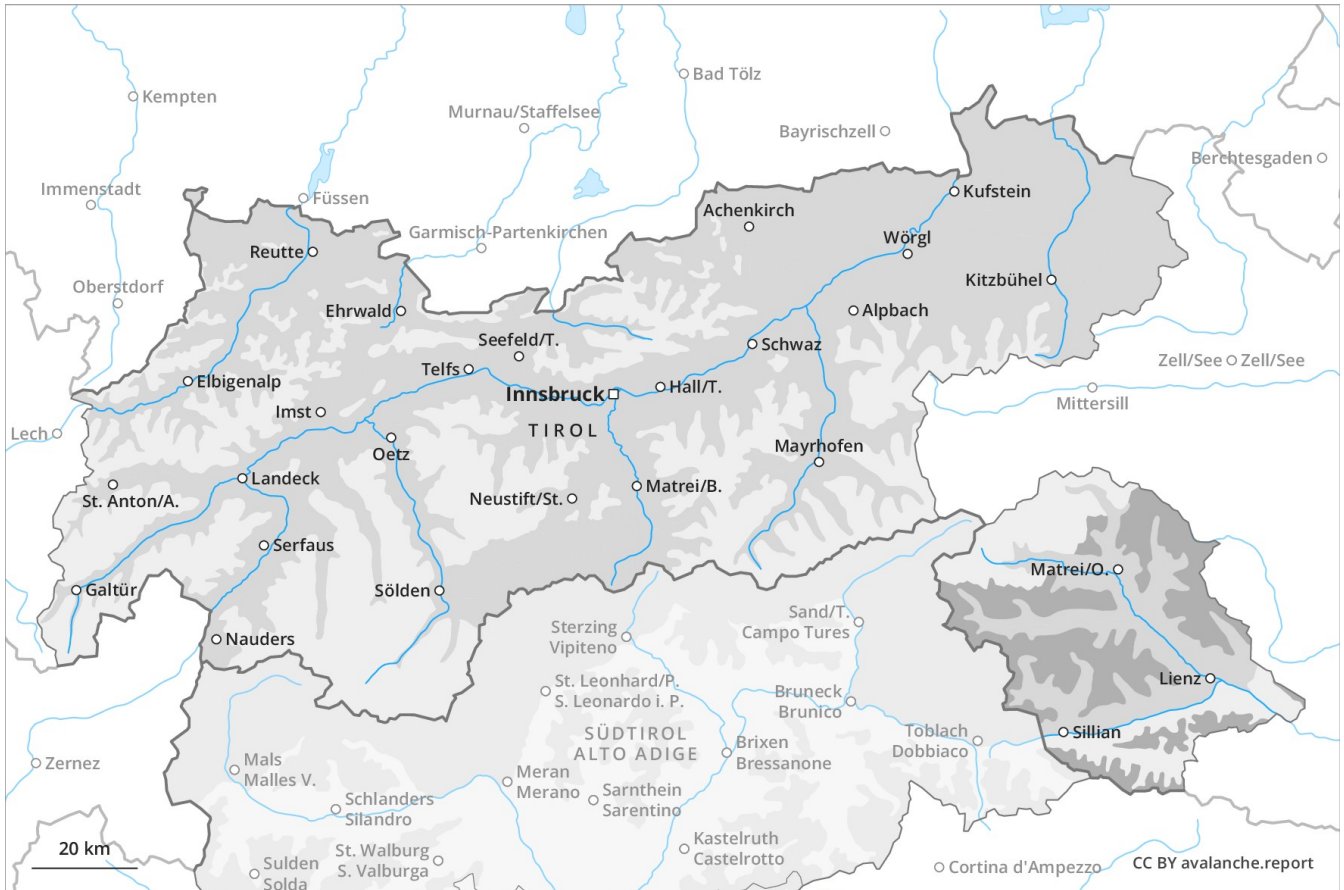 Bad Tölz
Kempten
Murnau/Staffelsee
Bayrischzell
Berchtesgaden
Immenstadt
Füssen
Kufstein
Achenkirch
Garmisch-Partenkirchen
Wörgl
Reutte
Kitzbühel
Oberstdorf
Ehrwald
Alpbach
Seefeld/T.
Schwaz
Telfs
Zell/See
Zell/See
Elbigenalp
Hall/T.
Innsbruck
Mittersill
Imst
TIROL
Lech
Mayrhofen
Oetz
Landeck
Matrei/B.
St. Anton/A.
Neustift/St.
Serfaus
Matrei/O.
Galtür
Sölden
Sand/T.
Campo Tures
Sterzing
Vipiteno
Nauders
Lienz
St. Leonhard/P.
S. Leonardo i. P.
Bruneck
Brunico
Sillian
SÜDTIROL
ALTO ADIGE
Toblach
Dobbiaco
Brixen
Bressanone
Zernez
Mals
Malles V.
Meran
Merano
Sarnthein
Sarentino
Schlanders
Silandro
Kastelruth
Castelrotto
20 km
St. Walburg
S. Valburga
Sulden
Solda
Cortina d'Ampezzo
CC BY avalanche.report